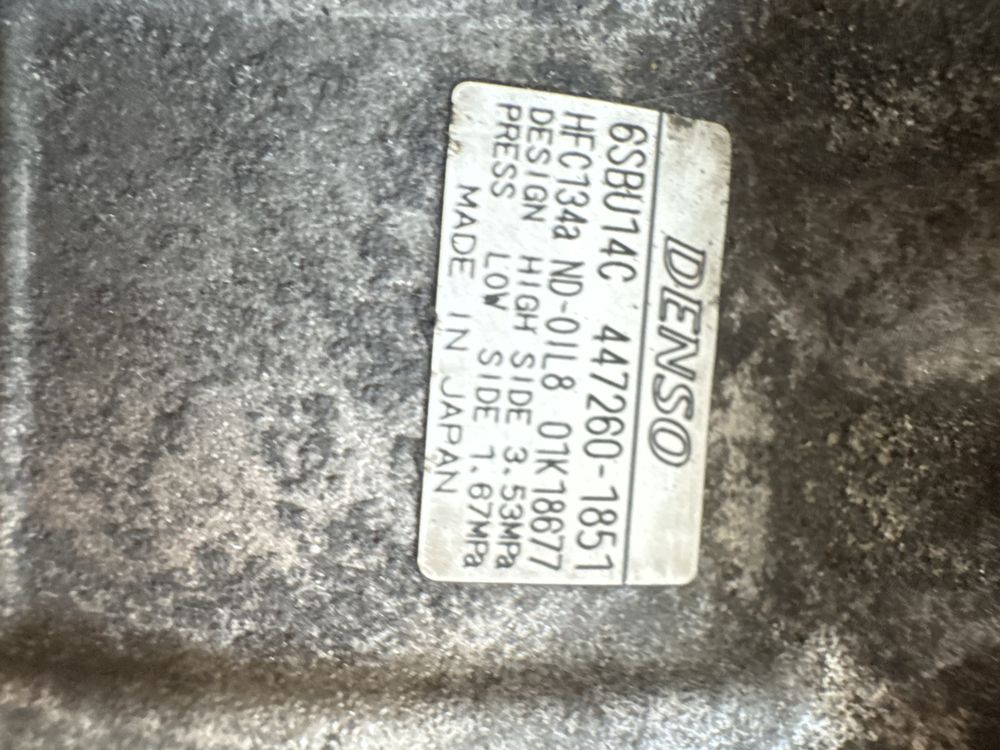 DENSO
6SBU14C 447260-1851
HFC134a ND-OIL8 01K18677
DESIGN HIGH SIDE 3.53MPa
PRESS LOW SIDE 1.67MPa
MADE IN JAPAN